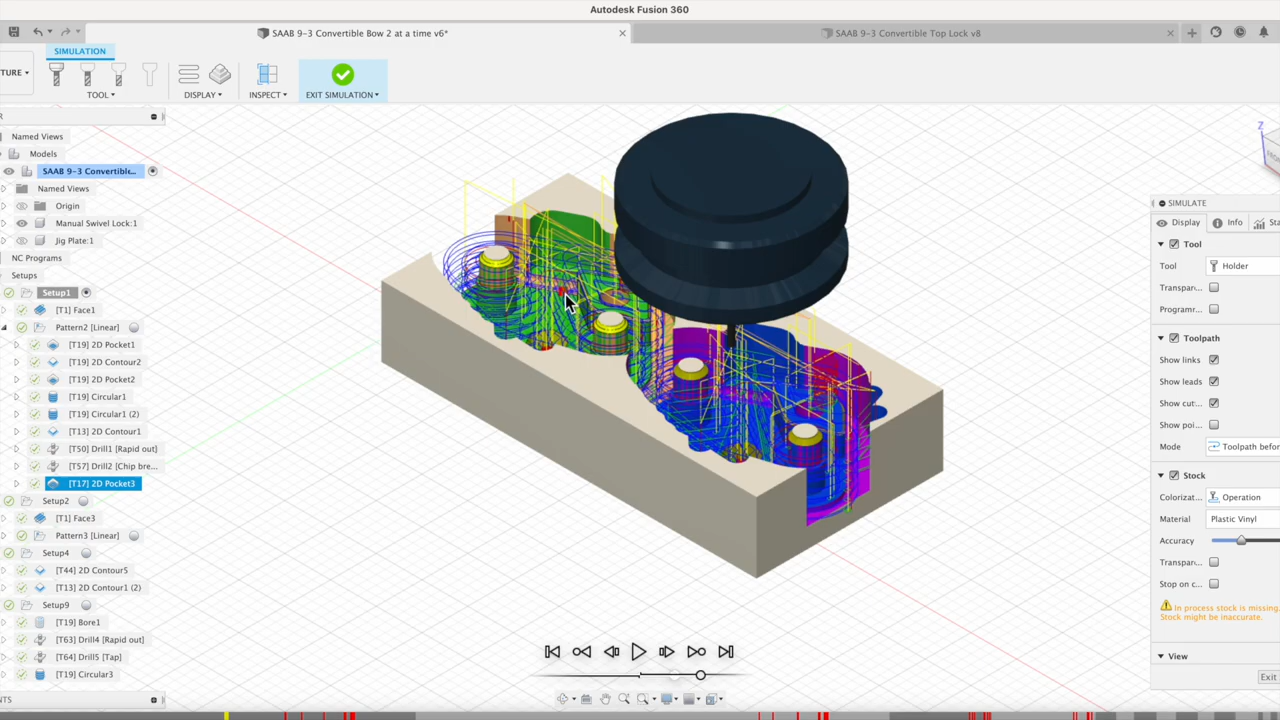 Autodesk Fusion 360
SAAB 9-3 Convertible Bow 2 at a time v6*
SAAB 9-3 Convertible Top Lock v8
SIMULATION
TURE
TOOL
DISPLAY
INSPECT
EXIT SIMULATION
R
Named Views
Models
SAAB 9-3 Convertible...
Named Views
Origin
Manual Swivel Lock:1
Jig Plate:1
NC Programs
Setups
Setup1
[T1] Face1
Pattern2 [Linear]
[T19] 2D Pocket1
[T19] 2D Contour2
[T19] 2D Pocket2
[T19] Circular1
[T19] Circular1 (2)
[T13] 2D Contour1
[T50] Drill1 [Rapid out]
[T57] Drill2 [Chip bre...
[T17] 2D Pocket3
Setup2
[T1] Face3
Pattern3 [Linear]
Setup4
[T44] 2D Contour5
[T13] 2D Contour1 (2)
Setup9
[T19] Bore1
[T63] Drill4 [Rapid out]
[T64] Drill5 [Tap]
[T19] Circular3
NTS
Z
SIMULATE
Display
Info
Sta
Tool
Tool
Holder
Transpar...
Programr...
Toolpath
Show links
Show leads
Show cut...
Show poi...
Mode
Toolpath befor
Stock
Colorizat...
Operation
Material
Plastic Vinyl
Accuracy
Transpar...
Stop on c...
In process stock is missing.
Stock might be inaccurate.
View
Exit